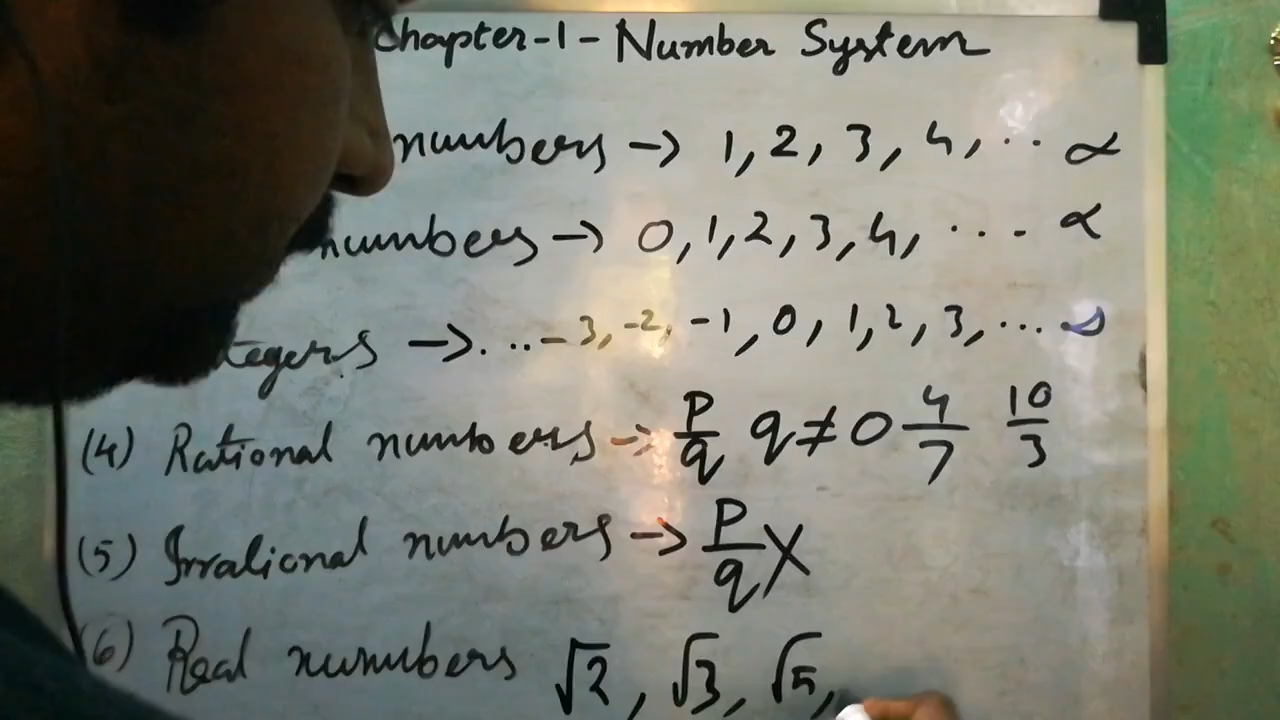 Chapter-1-Number System
numbers → 1, 2, 3, 4, .. ∝
numbers → 0, 1, 2, 3, 4, ... ∝
tegers → ...-3, -2, -1, 0, 1, 2, 3, ...
(4) Rational numbers → p/q q ≠ 0 4/7 10/3
(5) Irrational numbers → p/q X
(6) Real numbers √2, √3, √5,